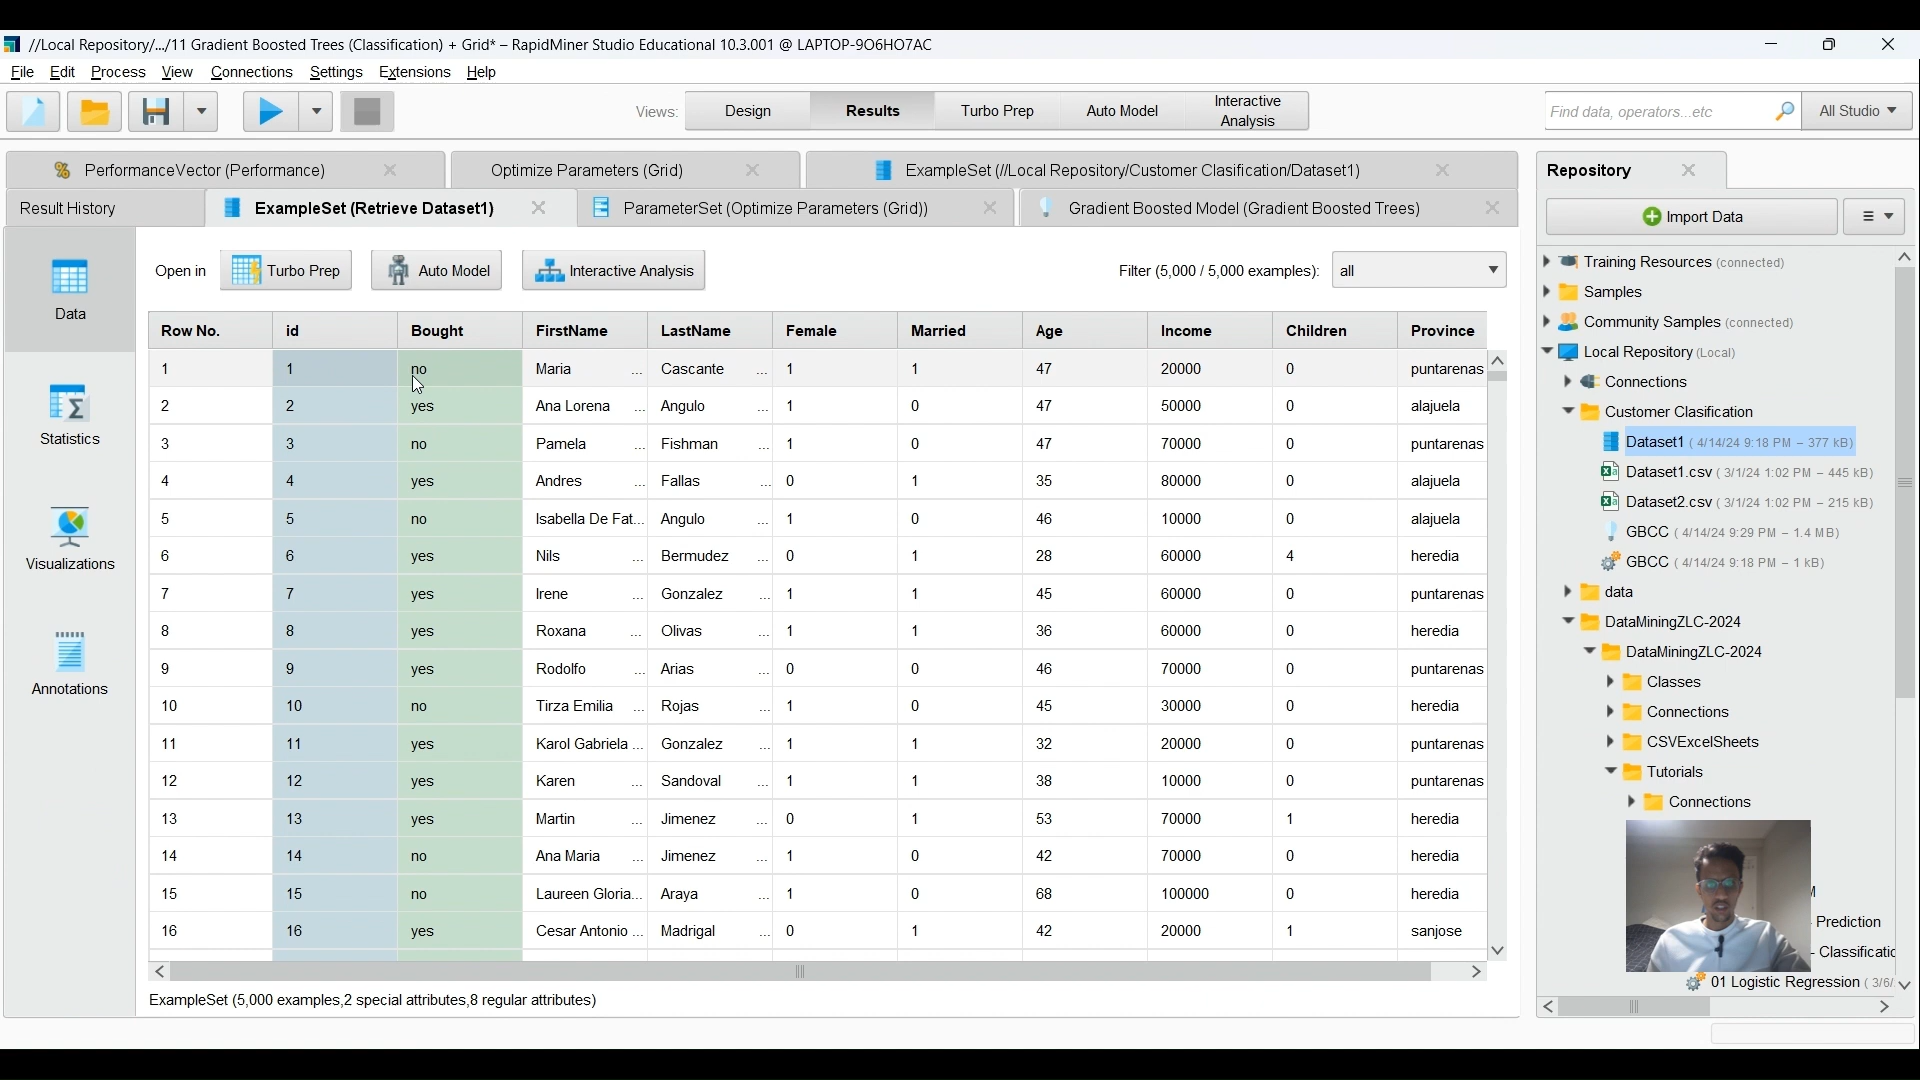 //Local Repository/.../11 Gradient Boosted Trees (Classification) + Grid* – RapidMiner Studio Educational 10.3.001 @ LAPTOP-9O6HO7AC
File Edit Process View Connections Settings Extensions Help
Views: Design Results Turbo Prep Auto Model Interactive Analysis
Find data, operators...etc All Studio
PerformanceVector (Performance) Optimize Parameters (Grid) ExampleSet (//Local Repository/Customer Clasification/Dataset1)
Result History ExampleSet (Retrieve Dataset1) ParameterSet (Optimize Parameters (Grid)) Gradient Boosted Model (Gradient Boosted Trees)
Data
Statistics
Visualizations
Annotations
Open in Turbo Prep Auto Model Interactive Analysis Filter (5,000 / 5,000 examples): all
Row No. id Bought FirstName LastName Female Married Age Income Children Province
1 1 no Maria ... Cascante ... 1 1 47 20000 0 puntarenas
2 2 yes Ana Lorena ... Angulo ... 1 0 47 50000 0 alajuela
3 3 no Pamela ... Fishman ... 1 0 47 70000 0 puntarenas
4 4 yes Andres ... Fallas ... 0 1 35 80000 0 alajuela
5 5 no Isabella De Fat... Angulo ... 1 0 46 10000 0 alajuela
6 6 yes Nils ... Bermudez ... 0 1 28 60000 4 heredia
7 7 yes Irene ... Gonzalez ... 1 1 45 60000 0 puntarenas
8 8 yes Roxana ... Olivas ... 1 1 36 60000 0 heredia
9 9 yes Rodolfo ... Arias ... 0 0 46 70000 0 puntarenas
10 10 no Tirza Emilia ... Rojas ... 1 0 45 30000 0 heredia
11 11 yes Karol Gabriela ... Gonzalez ... 1 1 32 20000 0 puntarenas
12 12 yes Karen ... Sandoval ... 1 1 38 10000 0 puntarenas
13 13 yes Martin ... Jimenez ... 0 1 53 70000 1 heredia
14 14 no Ana Maria ... Jimenez ... 1 0 42 70000 0 heredia
15 15 no Laureen Gloria... Araya ... 1 0 68 100000 0 heredia
16 16 yes Cesar Antonio ... Madrigal ... 0 1 42 20000 1 sanjose
ExampleSet (5,000 examples,2 special attributes,8 regular attributes)
Repository
Import Data
Training Resources (connected)
Samples
Community Samples (connected)
Local Repository (Local)
Connections
Customer Clasification
Dataset1 ( 4/14/24 9:18 PM – 377 kB)
Dataset1.csv ( 3/1/24 1:02 PM – 445 kB)
Dataset2.csv ( 3/1/24 1:02 PM – 215 kB)
GBCC ( 4/14/24 9:29 PM – 1.4 MB)
GBCC ( 4/14/24 9:18 PM – 1 kB)
data
DataMiningZLC-2024
DataMiningZLC-2024
Classes
Connections
CSVExcelSheets
Tutorials
Connections
- Prediction
- Classificatic
01 Logistic Regression ( 3/6/